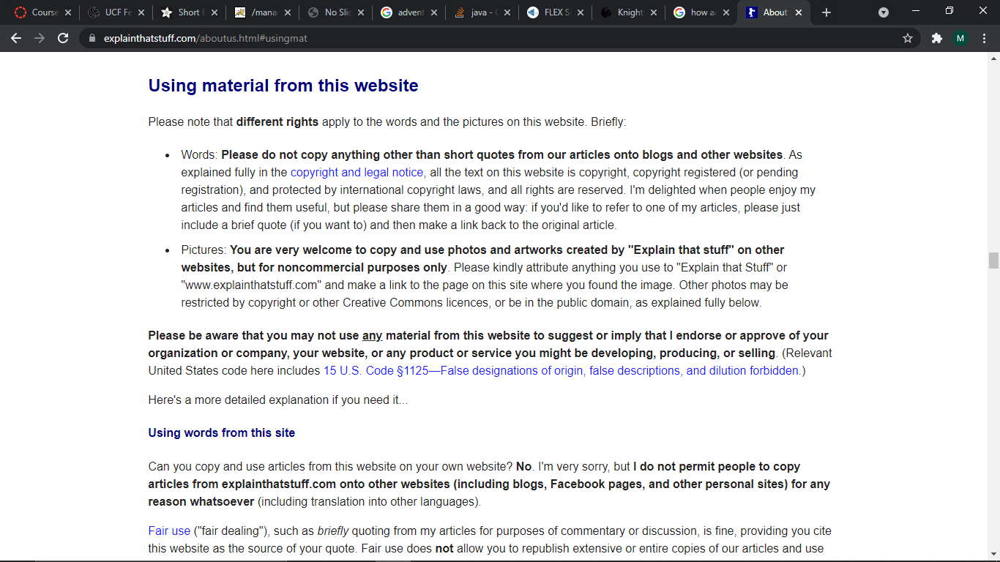 Course
UCF Fe
Short F
/mana
No Slic
advent
java -
FLEX S
Knight
how a
About
explainthatstuff.com/aboutus.html#usingmat
M
Using material from this website
Please note that different rights apply to the words and the pictures on this website. Briefly:
• Words: Please do not copy anything other than short quotes from our articles onto blogs and other websites. As
explained fully in the copyright and legal notice, all the text on this website is copyright, copyright registered (or pending
registration), and protected by international copyright laws, and all rights are reserved. I'm delighted when people enjoy my
articles and find them useful, but please share them in a good way: if you'd like to refer to one of my articles, please just
include a brief quote (if you want to) and then make a link back to the original article.
• Pictures: You are very welcome to copy and use photos and artworks created by "Explain that stuff" on other
websites, but for noncommercial purposes only. Please kindly attribute anything you use to "Explain that Stuff" or
"www.explainthatstuff.com" and make a link to the page on this site where you found the image. Other photos may be
restricted by copyright or other Creative Commons licences, or be in the public domain, as explained fully below.
Please be aware that you may not use any material from this website to suggest or imply that I endorse or approve of your
organization or company, your website, or any product or service you might be developing, producing, or selling. (Relevant
United States code here includes 15 U.S. Code §1125—False designations of origin, false descriptions, and dilution forbidden.)
Here's a more detailed explanation if you need it...
Using words from this site
Can you copy and use articles from this website on your own website? No. I'm very sorry, but I do not permit people to copy
articles from explainthatstuff.com onto other websites (including blogs, Facebook pages, and other personal sites) for any
reason whatsoever (including translation into other languages).
Fair use ("fair dealing"), such as briefly quoting from my articles for purposes of commentary or discussion, is fine, providing you cite
this website as the source of your quote. Fair use does not allow you to republish extensive or entire copies of our articles and use